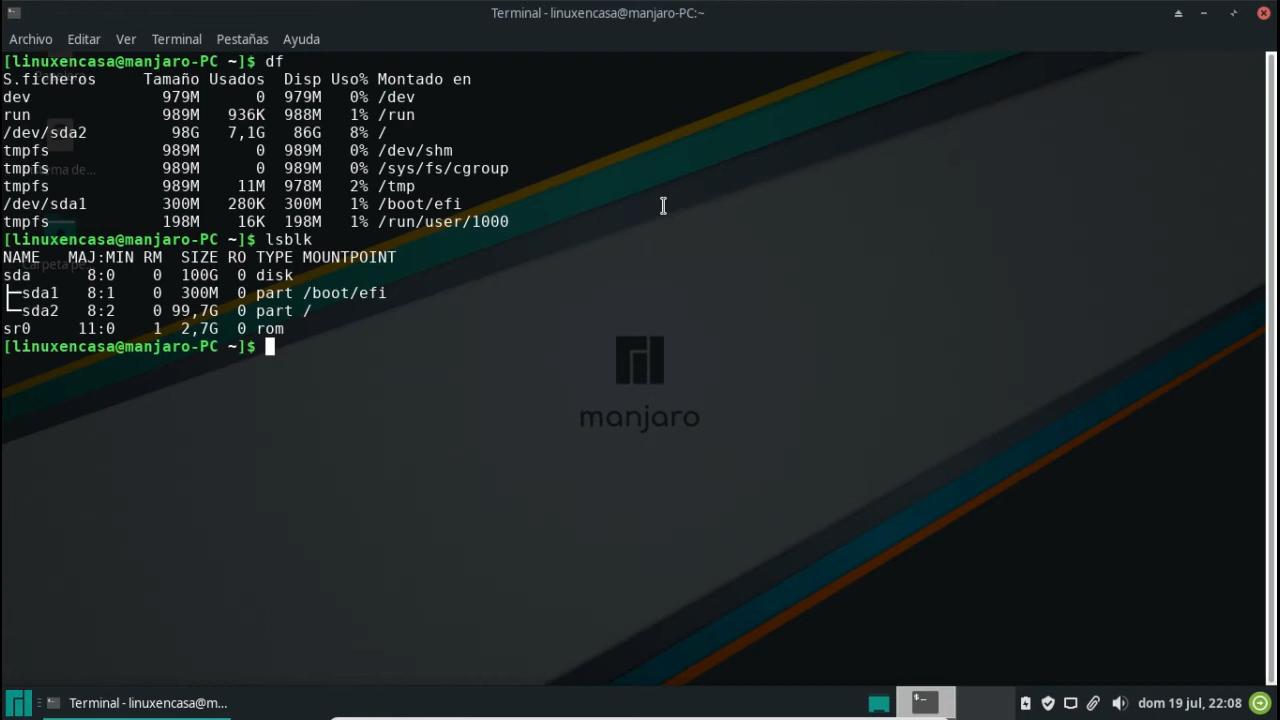 Terminal - linuxencasa@manjaro-PC:~
Archivo Editar Ver Terminal Pestañas Ayuda
[linuxencasa@manjaro-PC ~]$ df
S.ficheros Tamaño Usados Disp Uso% Montado en
dev 979M 0 979M 0% /dev
run 989M 936K 988M 1% /run
/dev/sda2 98G 7,1G 86G 8% /
tmpfs 989M 0 989M 0% /dev/shm
tmpfs 989M 0 989M 0% /sys/fs/cgroup
tmpfs 989M 11M 978M 2% /tmp
/dev/sda1 300M 280K 300M 1% /boot/efi
tmpfs 198M 16K 198M 1% /run/user/1000
[linuxencasa@manjaro-PC ~]$ lsblk
NAME MAJ:MIN RM SIZE RO TYPE MOUNTPOINT
sda 8:0 0 100G 0 disk
├─sda1 8:1 0 300M 0 part /boot/efi
└─sda2 8:2 0 99,7G 0 part /
sr0 11:0 1 2,7G 0 rom
[linuxencasa@manjaro-PC ~]$
manjaro
Terminal - linuxencasa@m...
dom 19 jul, 22:08